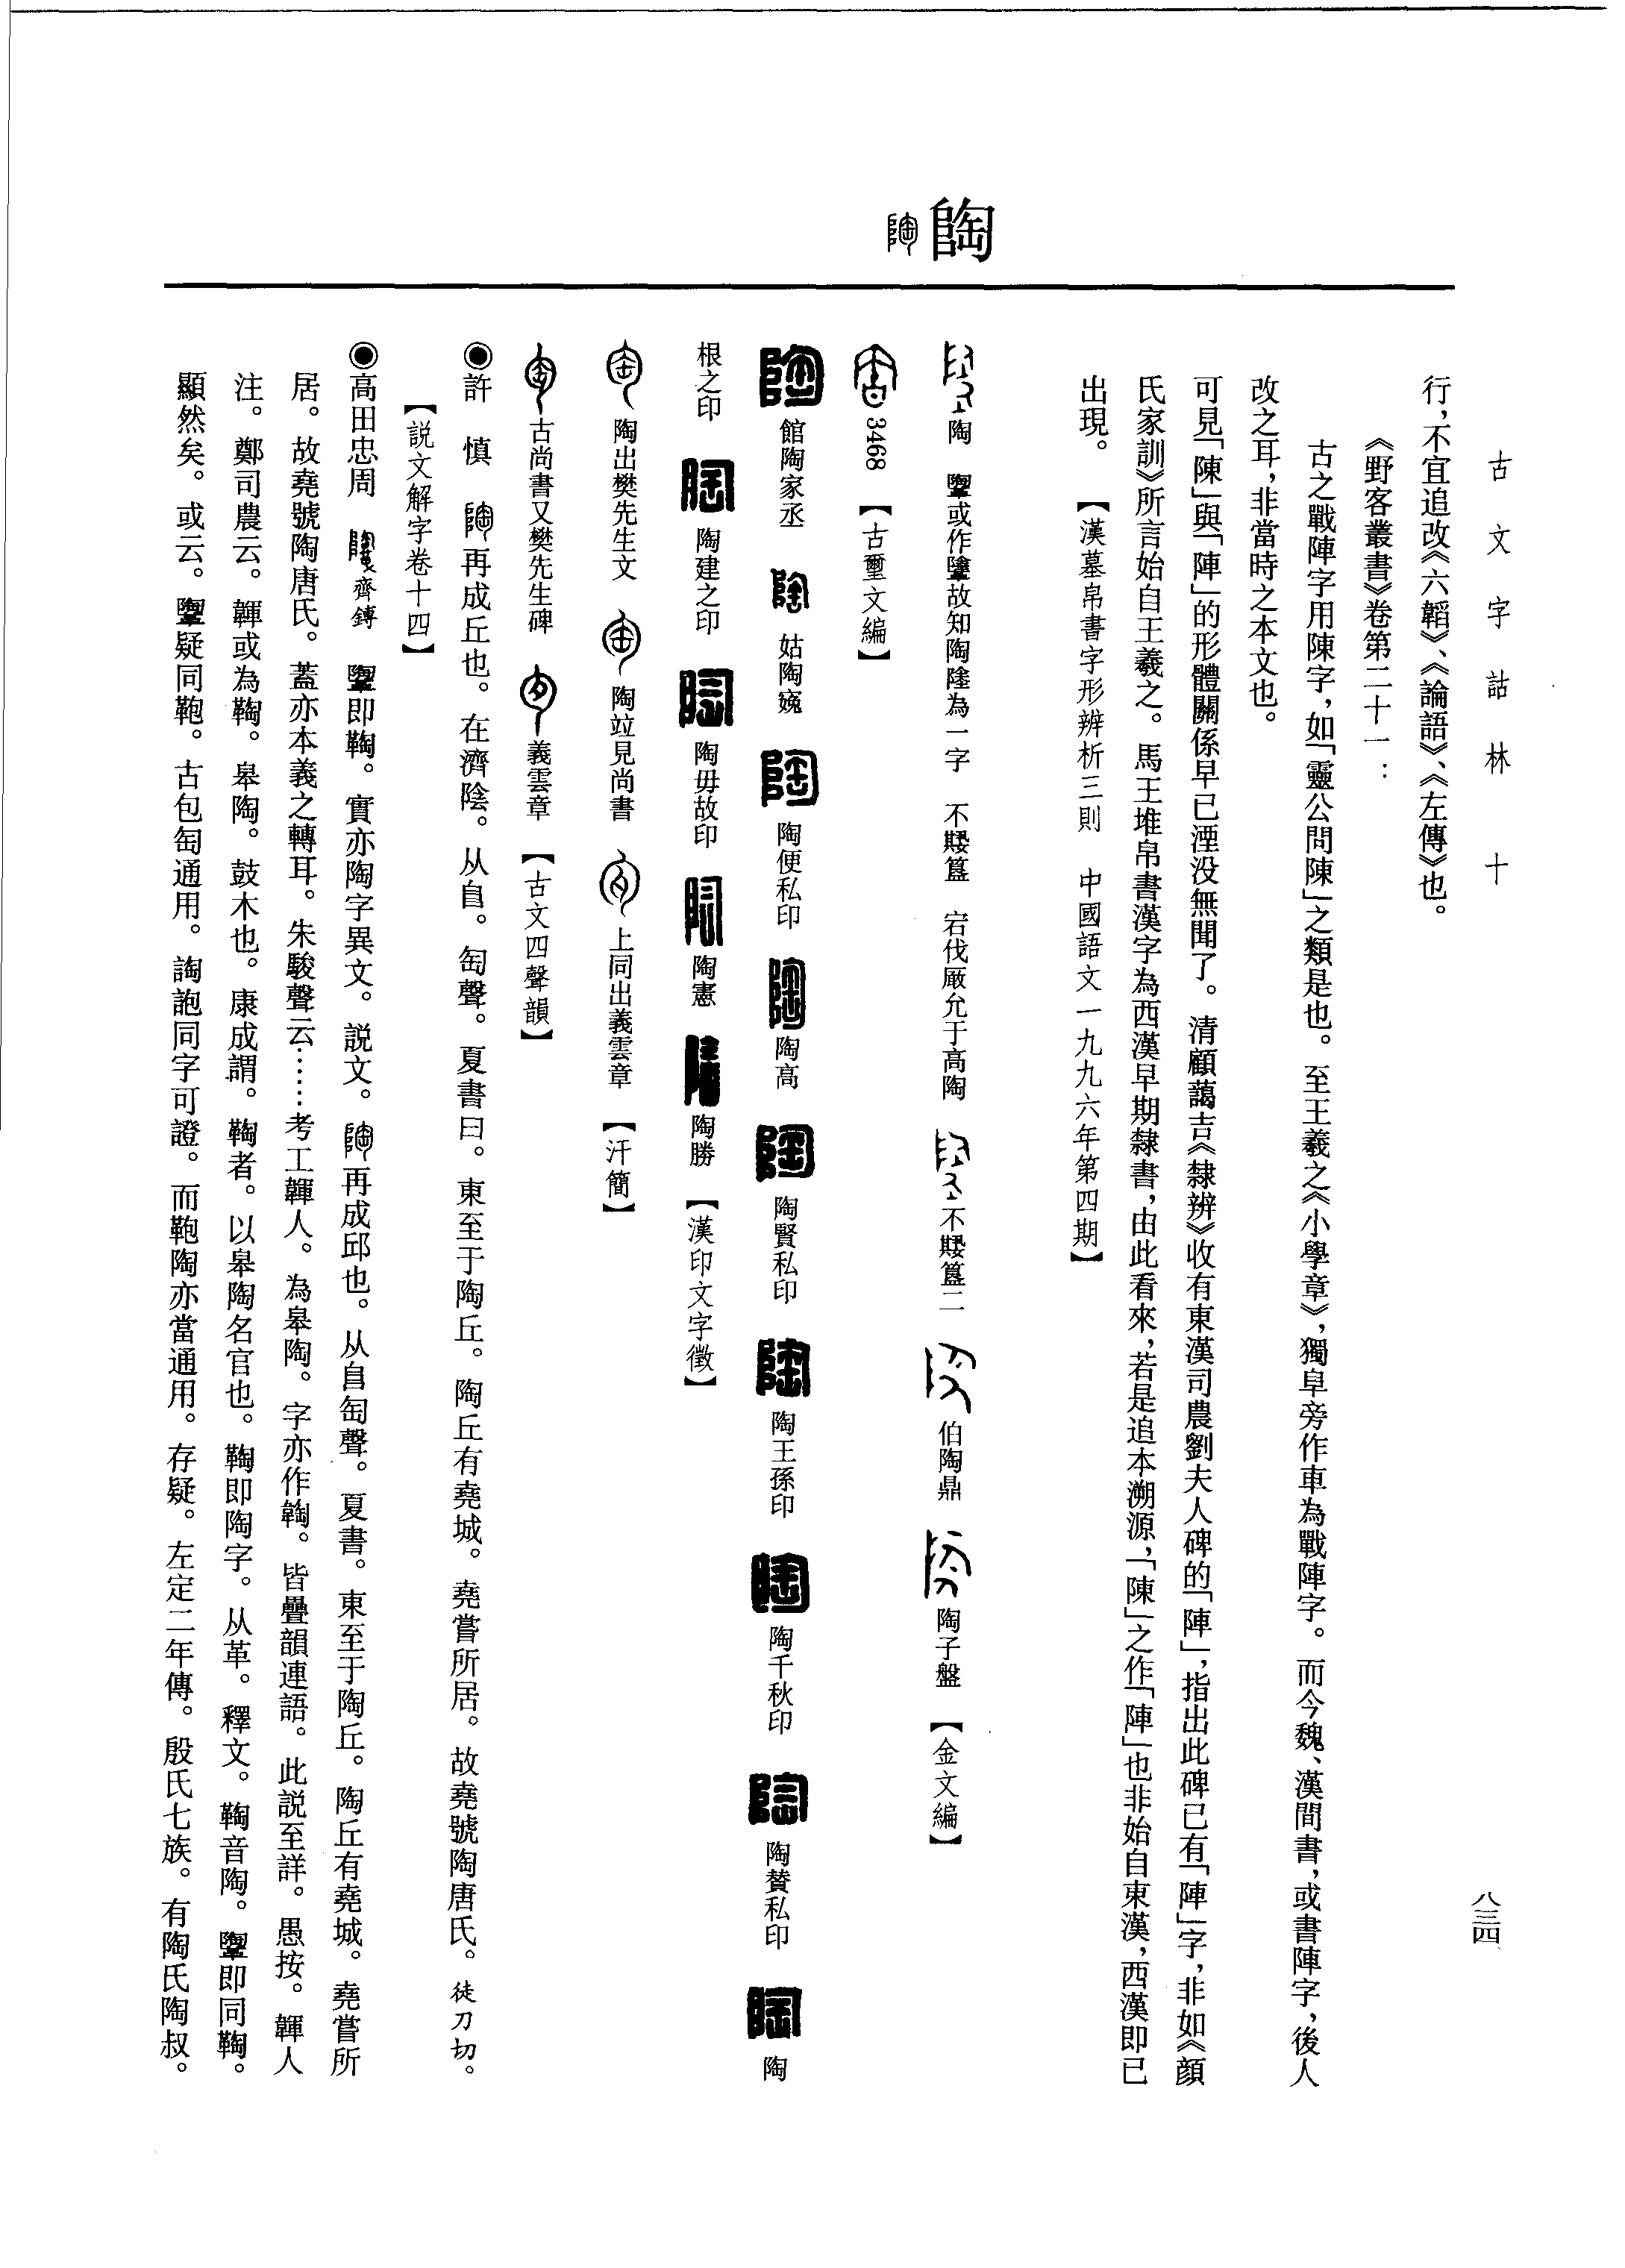 古文字詁林 十
八三四
行，不宜追改《六韜》、《論語》、《左傳》也。
《野客叢書》卷第二十一：
古之戰陣字用陳字，如「靈公問陳」之類是也。至王羲之《小學章》，獨阜旁作車為戰陣字。而今魏、漢間書，或書陣字，後人
改之耳，非當時之本文也。
可見「陳」與「陣」的形體關係早已湮没無聞了。清顧藹吉《隸辨》收有東漢司農劉夫人碑的「陣」，指出此碑已有「陣」字，非如《顔
氏家訓》所言始自王羲之。馬王堆帛書漢字為西漢早期隸書，由此看來，若是追本溯源，「陳」之作「陣」也非始自東漢，西漢即已
出現。【漢墓帛書字形辨析三則 中國語文一九九六年第四期】
陶
陶 或作故知陶為一字 不簋 宕伐厰允于高陶 不簋二 伯陶鼎 陶子盤 【金文編】
3468【古璽文編】
館陶家丞 姑陶 陶便私印 陶高 陶賢私印 陶王孫印 陶千秋印 陶賛私印 陶
根之印 陶建之印 陶毋故印 陶憲 陶勝 【漢印文字徵】
陶出樊先生文 陶竝見尚書 上同出義雲章 【汗簡】
古尚書又樊先生碑 義雲章 【古文四聲韻】
◉許慎 再成丘也。在濟陰。从𨸏。匋聲。夏書曰。東至于陶丘。陶丘有堯城。堯嘗所居。故堯號陶唐氏。徒刀切。
【説文解字卷十四】
◉高田忠周 齊鎛 即鞄。實亦陶字異文。説文。再成邱也。从𨸏匋聲。夏書。東至于陶丘。陶丘有堯城。堯嘗所
居。故堯號陶唐氏。蓋亦本義之轉耳。朱駿聲云……考工韗人。為皋陶。字亦作鞠。皆疊韻連語。此説至詳。愚按。韗人
注。鄭司農云。韗或為鞠。皋陶。鼓木也。康成謂。鞠者。以皋陶名官也。鞠即陶字。从革。釋文。鞠音陶。即同鞠。
顯然矣。或云。疑同鞄。古包匋通用。詾詢同字可證。而鞄陶亦當通用。存疑。左定二年傳。殷氏七族。有陶氏陶叔。